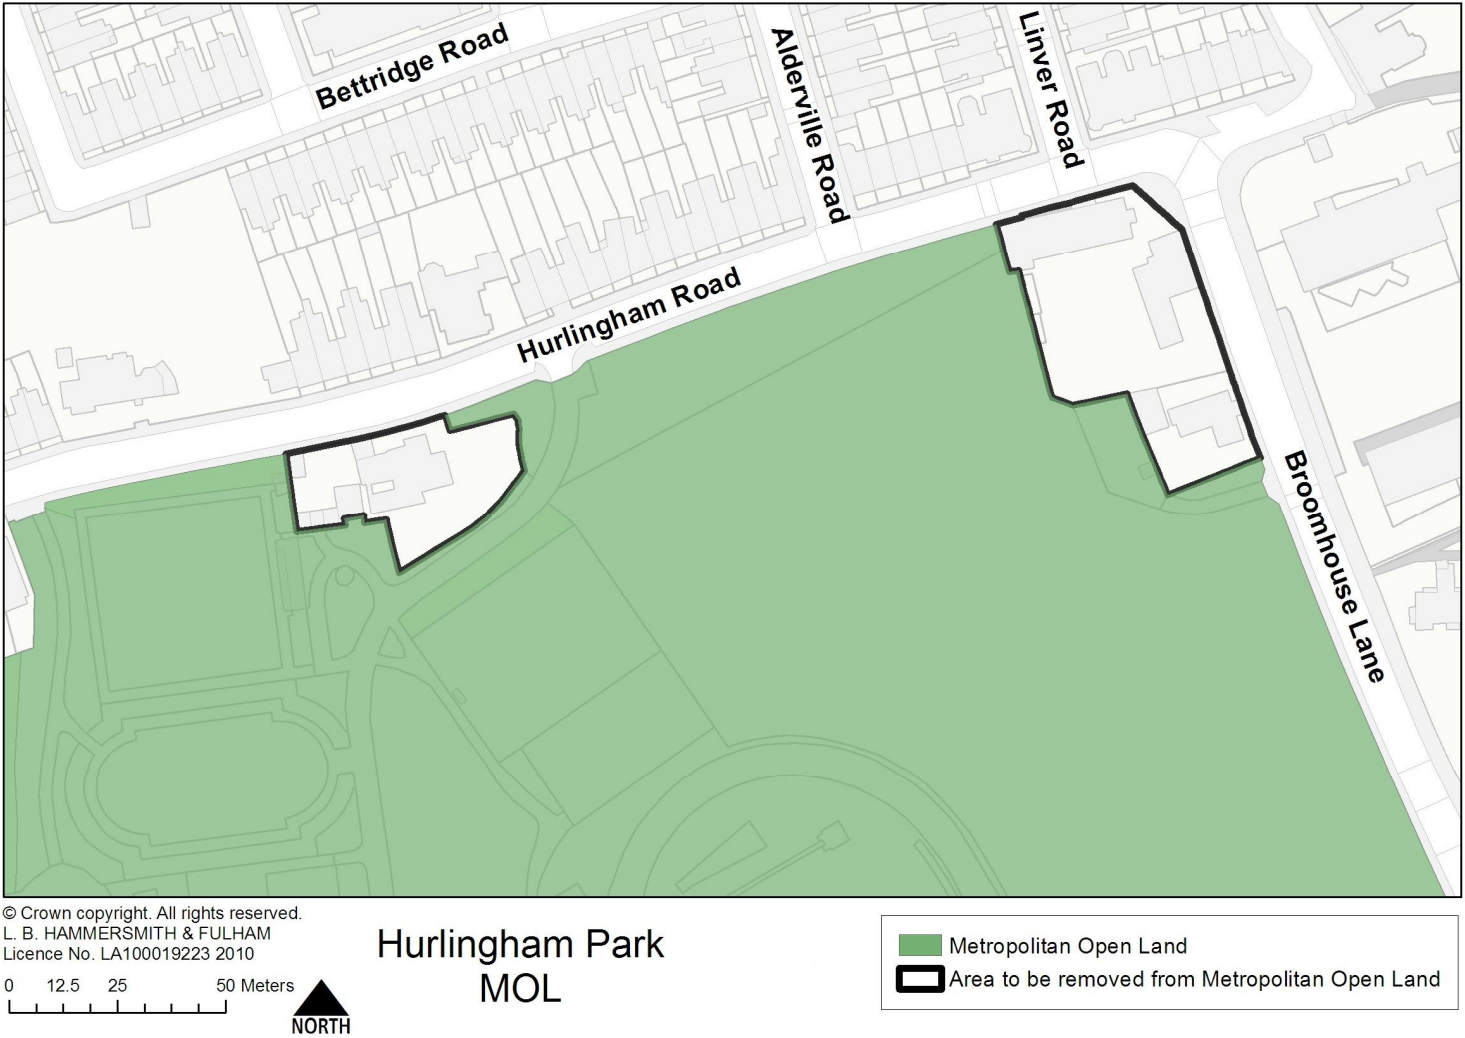 Bettridge Road
Alderville Road
Linver Road
Hurlingham Road
Broomhouse Lane
© Crown copyright. All rights reserved.
L. B. HAMMERSMITH & FULHAM
Licence No. LA100019223 2010
0 12.5 25 50 Meters
NORTH
Hurlingham Park
MOL
Metropolitan Open Land
Area to be removed from Metropolitan Open Land